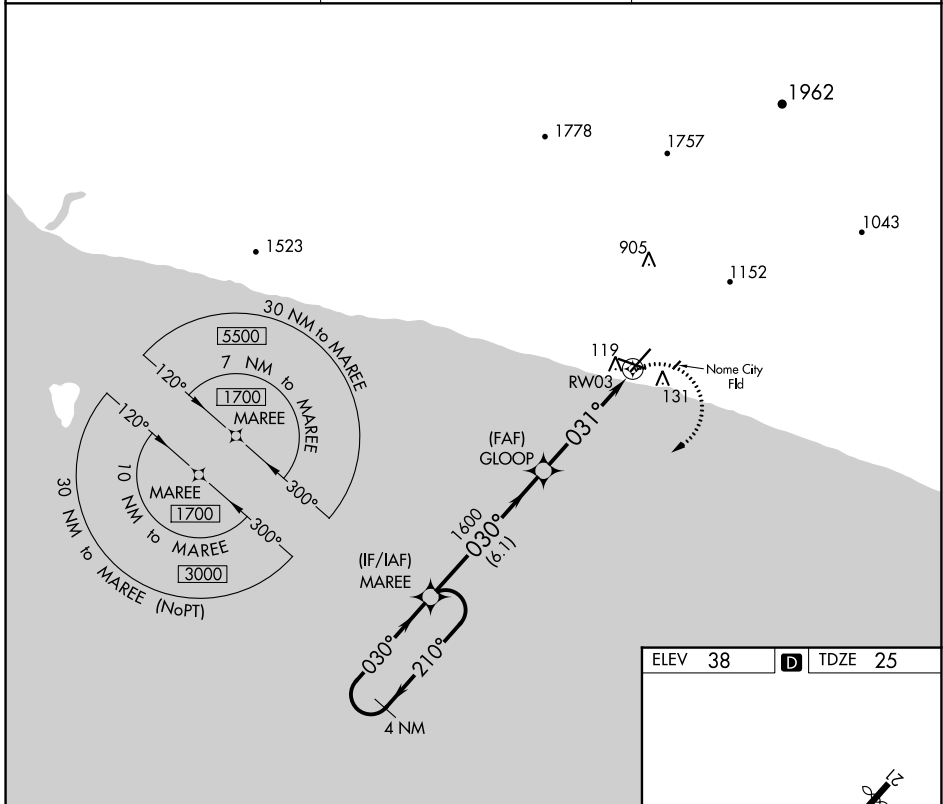 1962
1778
1757
1043
1523
905
1152
30 NM to MAREE
5500
7 NM to MAREE
1700
MAREE
120°
300°
119
RW03
131
Nome City
Fld
031°
(FAF)
GLOOP
120°
MAREE
1700
10 NM to MAREE
300°
3000
30 NM to MAREE (NoPT)
1600
030°
(6.1)
(IF/IAF)
MAREE
030°
210°
4 NM
ELEV 38 D TDZE 25
21